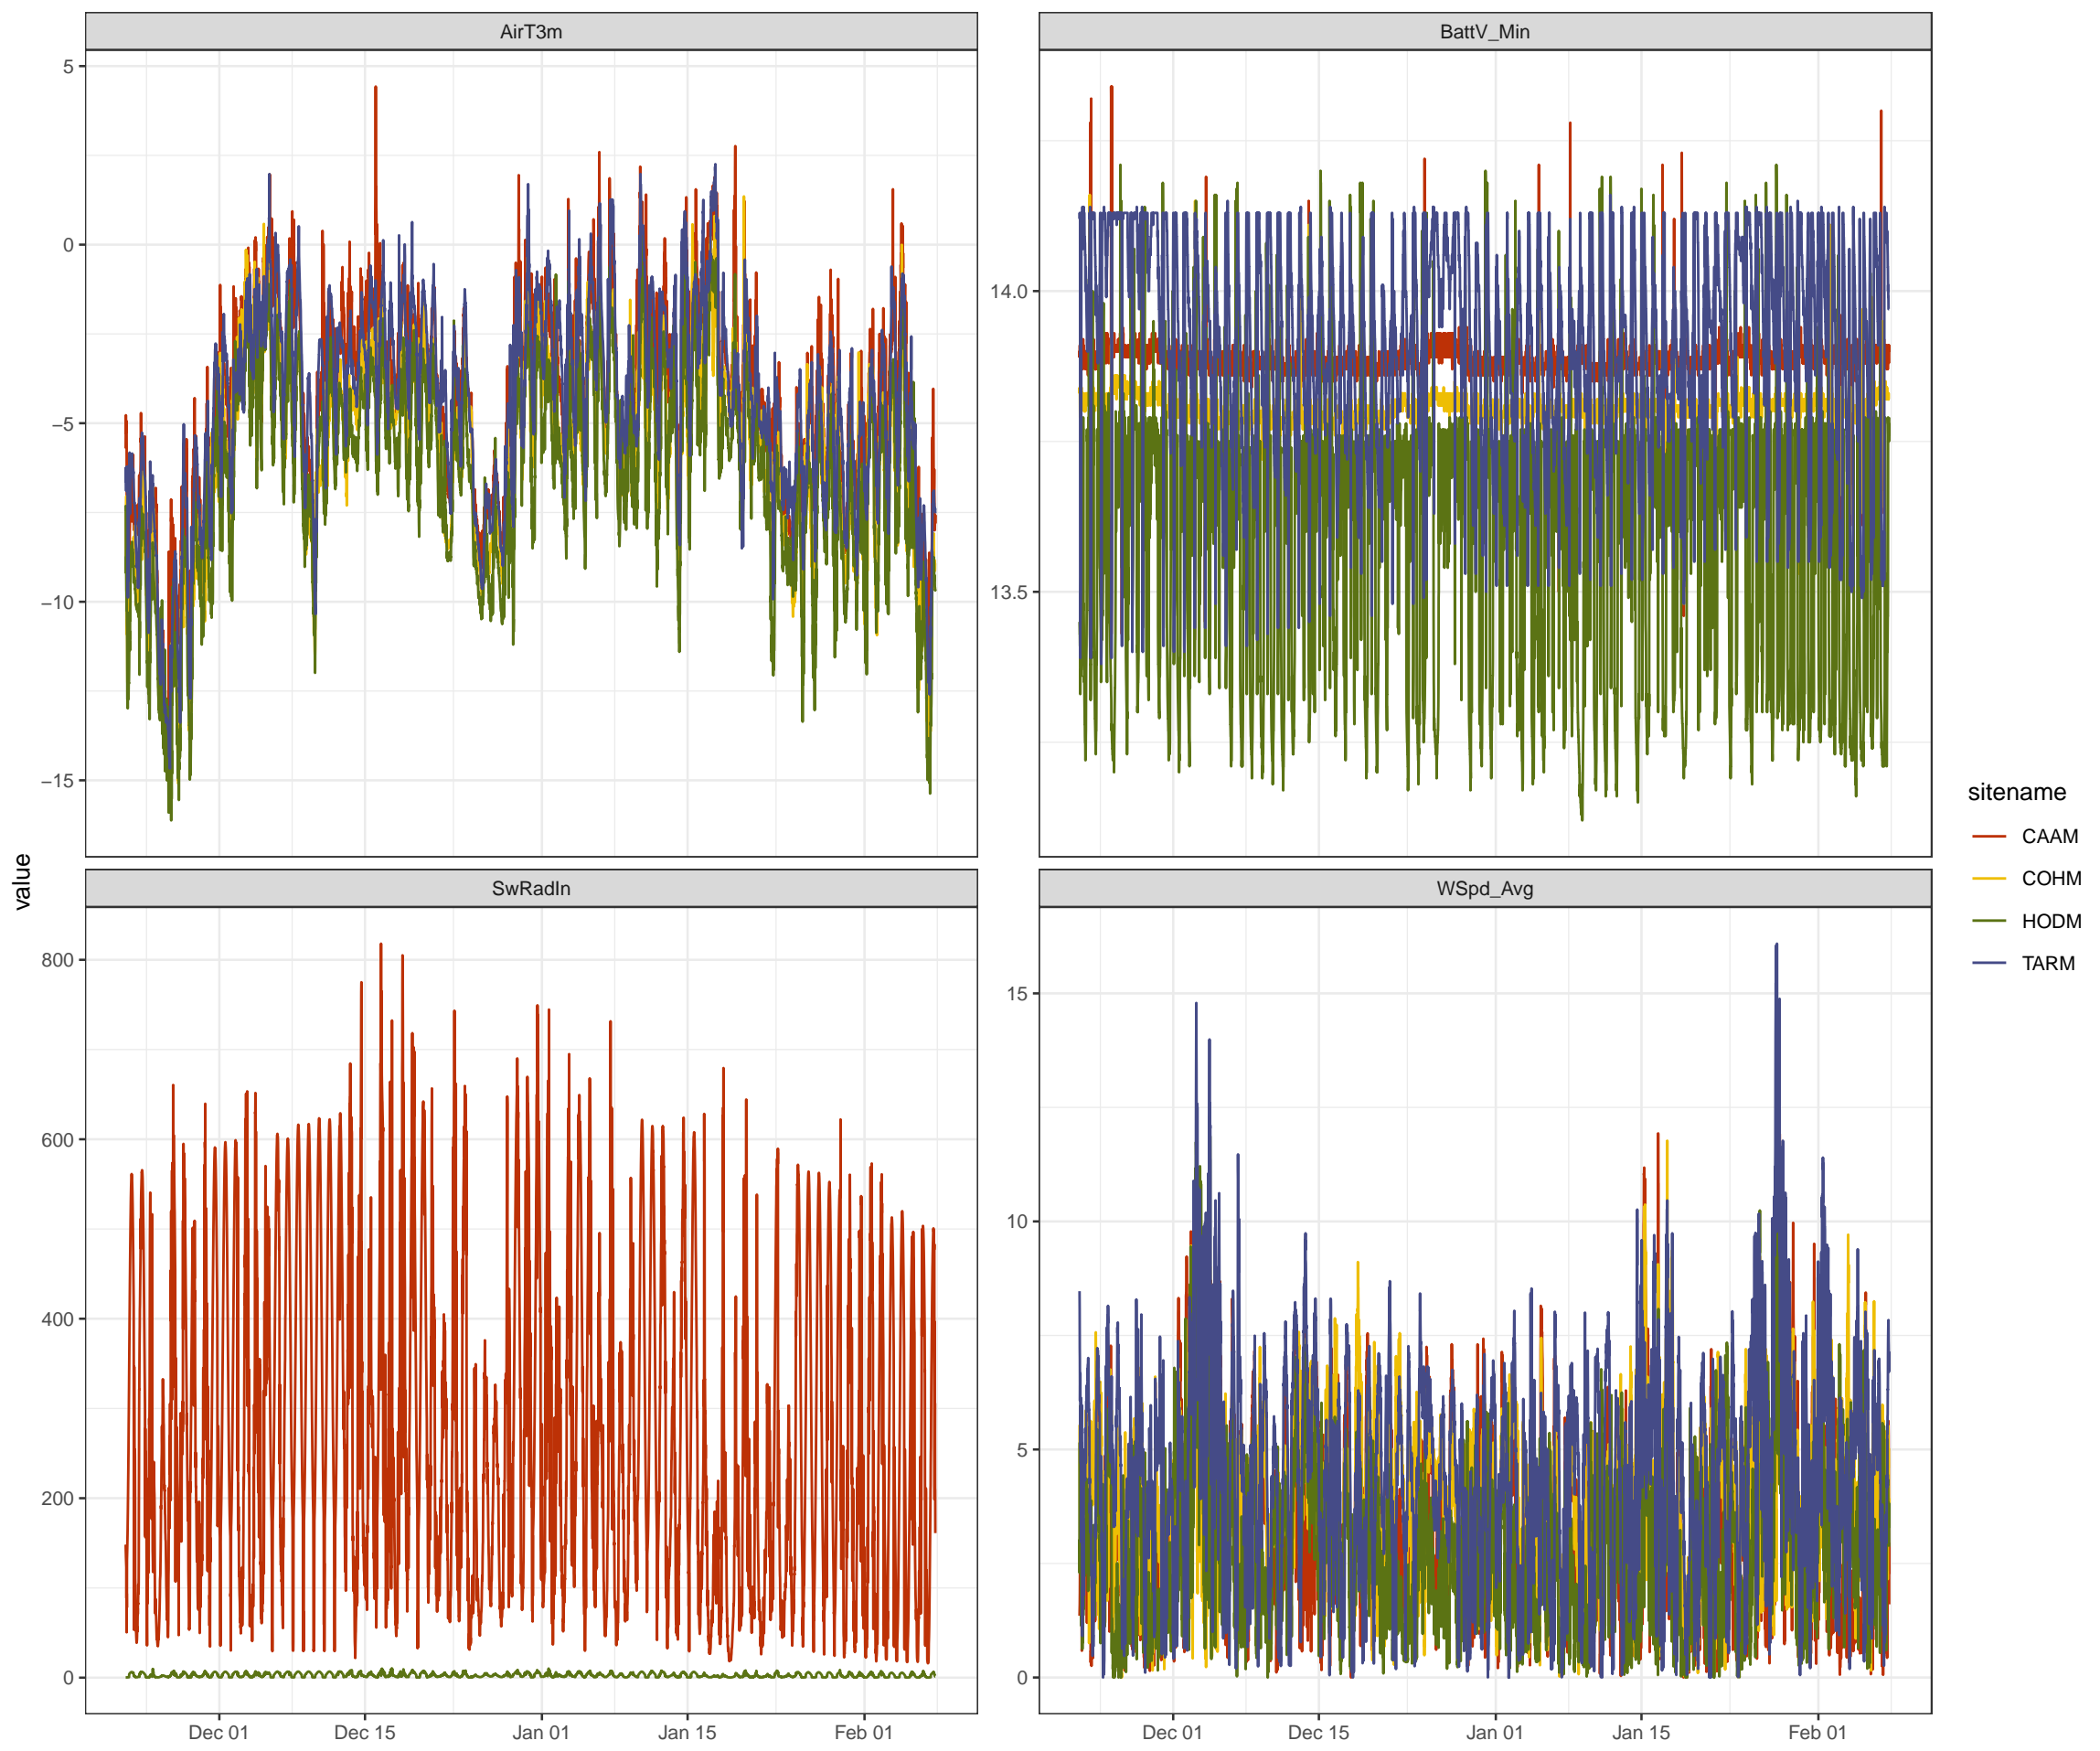 AirT3m
BattV_Min
5
0
−5
−10
−15
14.0
13.5
SwRadIn
WSpd_Avg
800
600
400
200
0
15
10
5
0
Dec 01
Dec 15
Jan 01
Jan 15
Feb 01
Dec 01
Dec 15
Jan 01
Jan 15
Feb 01
value
sitename
CAAM
COHM
HODM
TARM